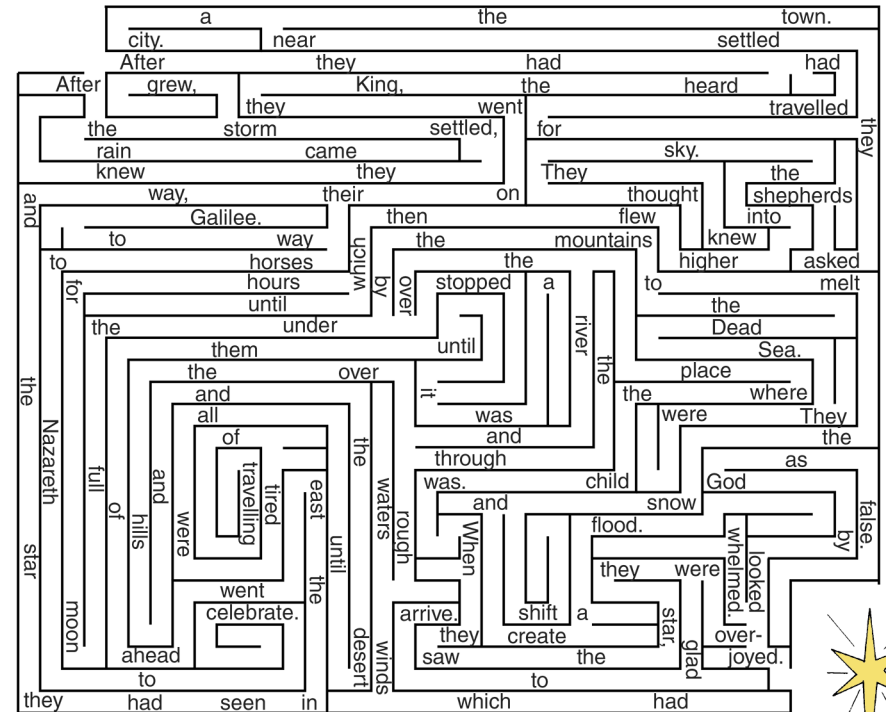 a the town.
city. near settled
After they had had
After grew, King, the heard
they went travelled
the storm settled, for they
rain came sky.
knew they They the
and way, their on thought shepherds
Galilee. then flew into
to way the mountains knew
to horses which the higher asked
for hours by over stopped a to melt
until the
the under river Dead
them until Sea.
the over the place
the and it the where
all was were They
of and the
Nazareth the through as
full and travelling tired was. child God
of hills were east waters rough and snow false.
until When flood. by
star the they were whelmed. looked
went
moon celebrate. arrive. shift a star,
they create glad over-
ahead desert winds saw the joyed.
to to
they had seen in which had